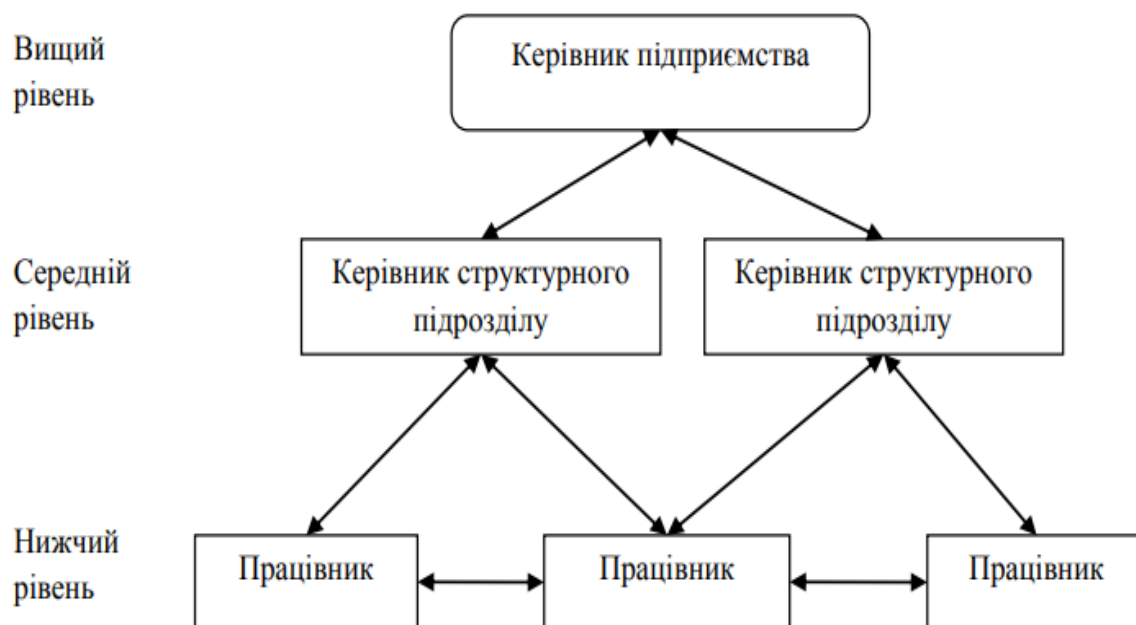 Вищий
рівень
Керівник підприємства
Середній
рівень
Керівник структурного
підрозділу
Керівник структурного
підрозділу
Нижчий
рівень
Працівник
Працівник
Працівник